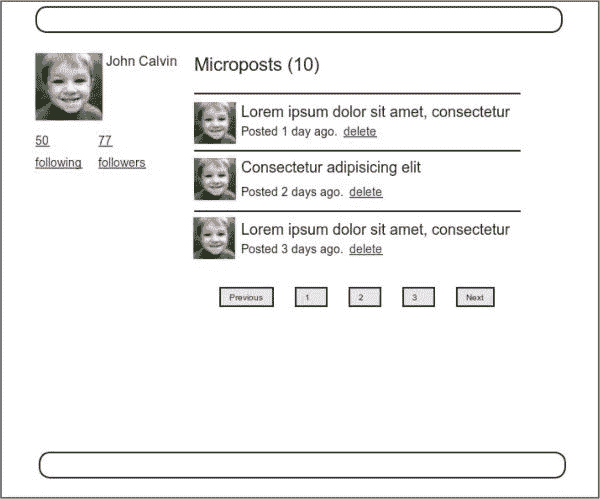 John Calvin
50 77
following followers
Microposts (10)
Lorem ipsum dolor sit amet, consectetur
Posted 1 day ago. delete
Consectetur adipisicing elit
Posted 2 days ago. delete
Lorem ipsum dolor sit amet, consectetur
Posted 3 days ago. delete
Previous 1 2 3 Next